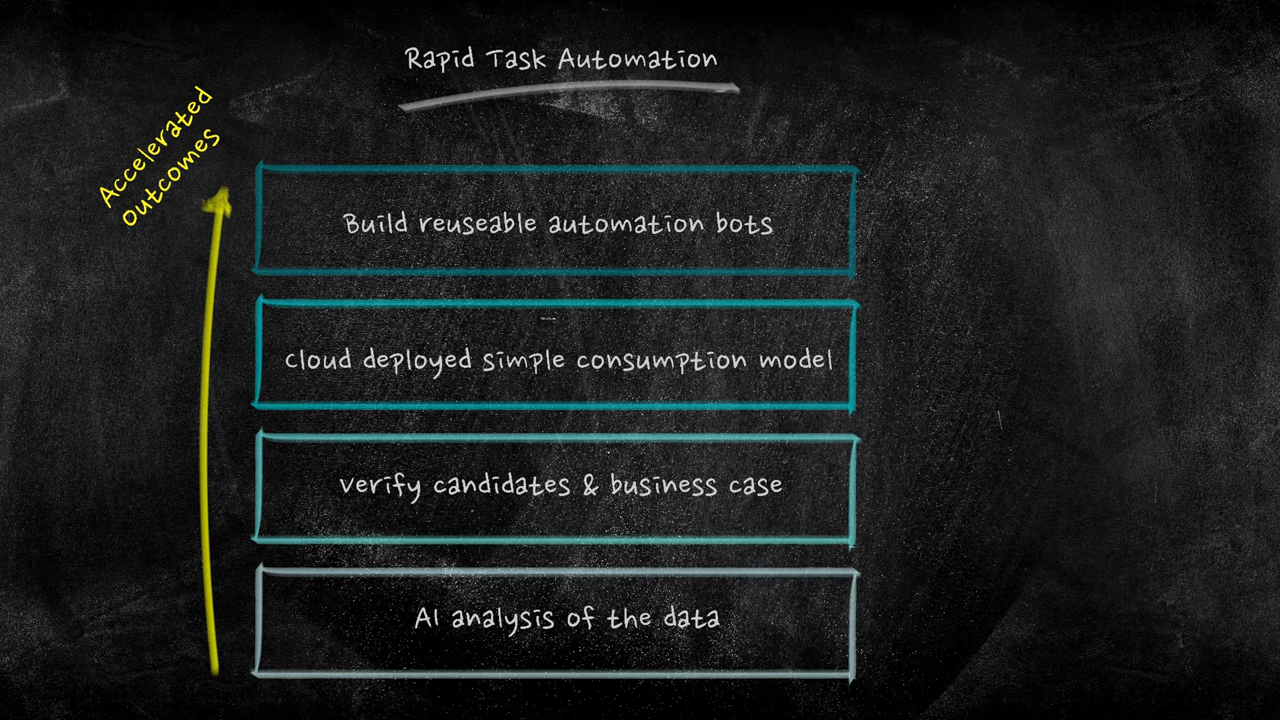 Rapid Task Automation
Accelerated
outcomes
Build reuseable automation bots
Cloud deployed simple consumption model
Verify candidates & business case
AI analysis of the data